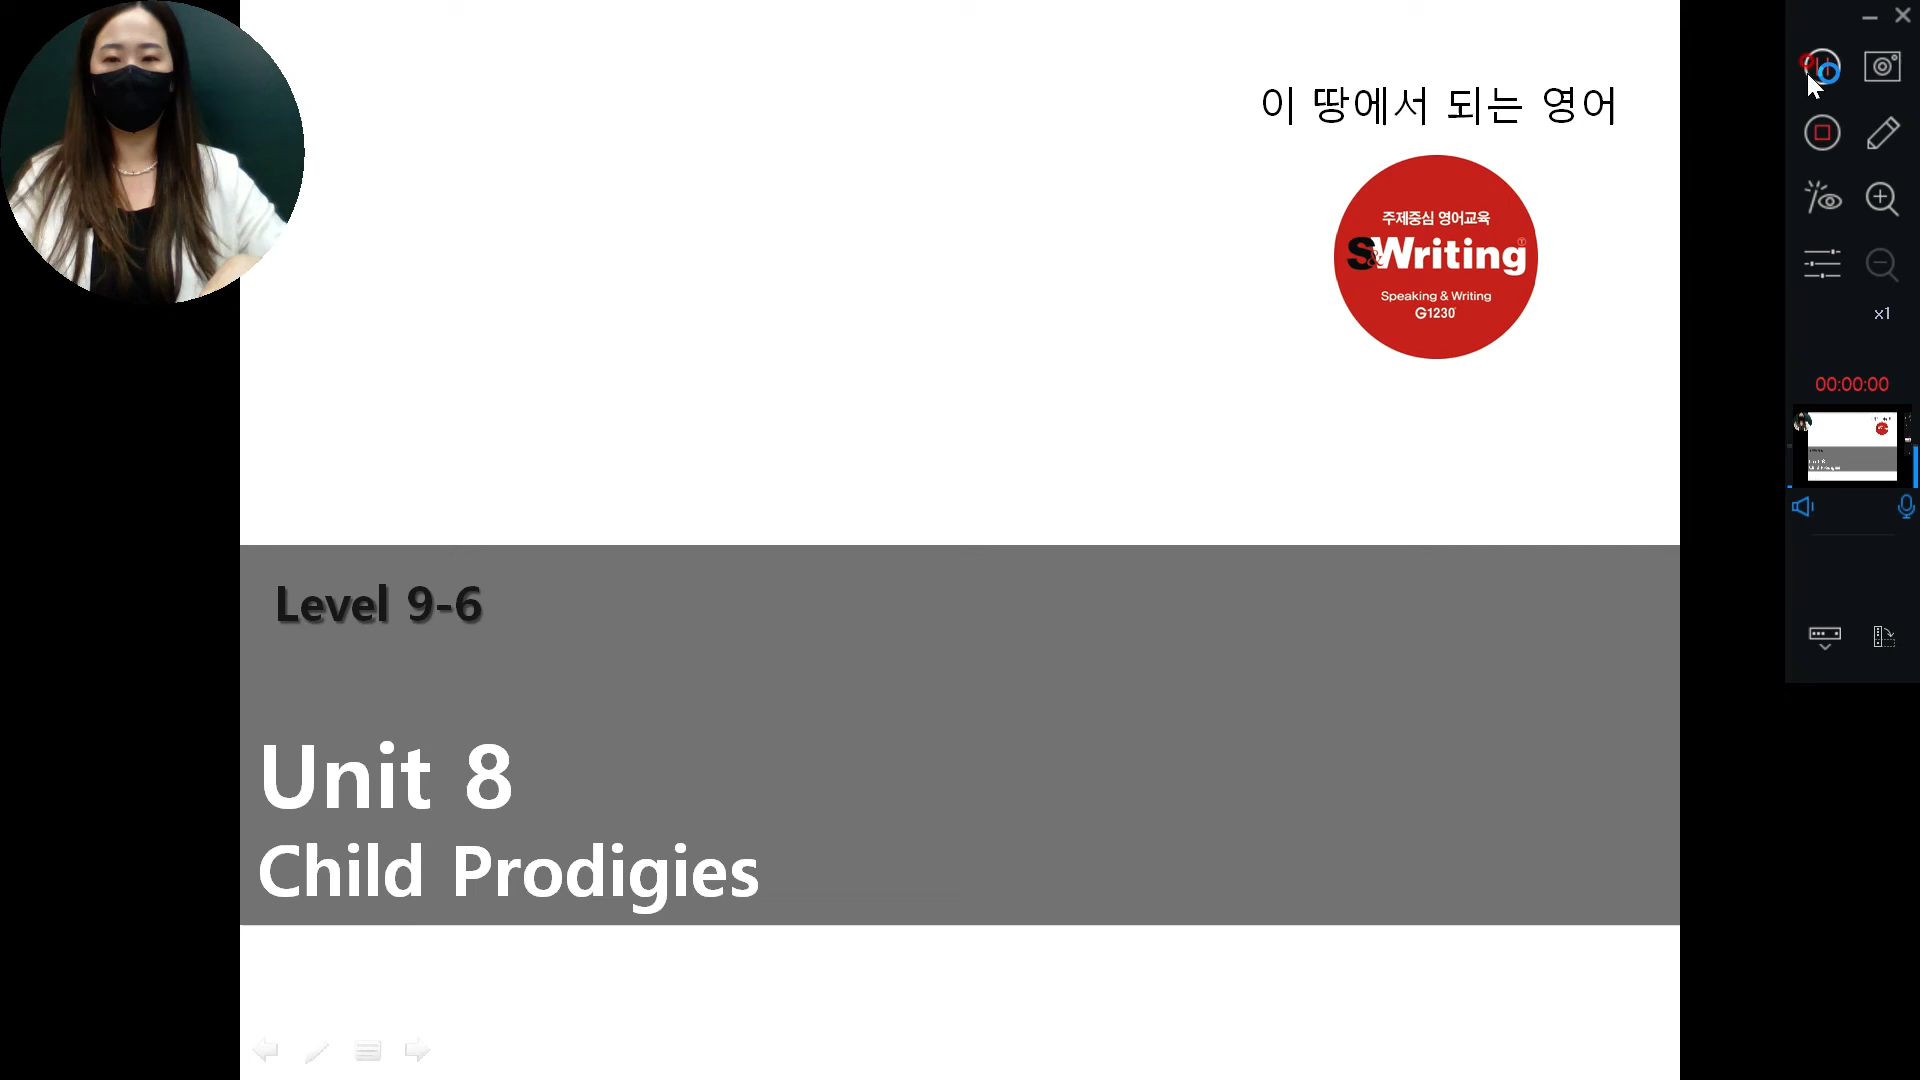 이 땅에서 되는 영어
주제중심 영어교육
S&Writing
Speaking & Writing
G1230
Level 9-6
Unit 8
Child Prodigies
x1
00:00:00